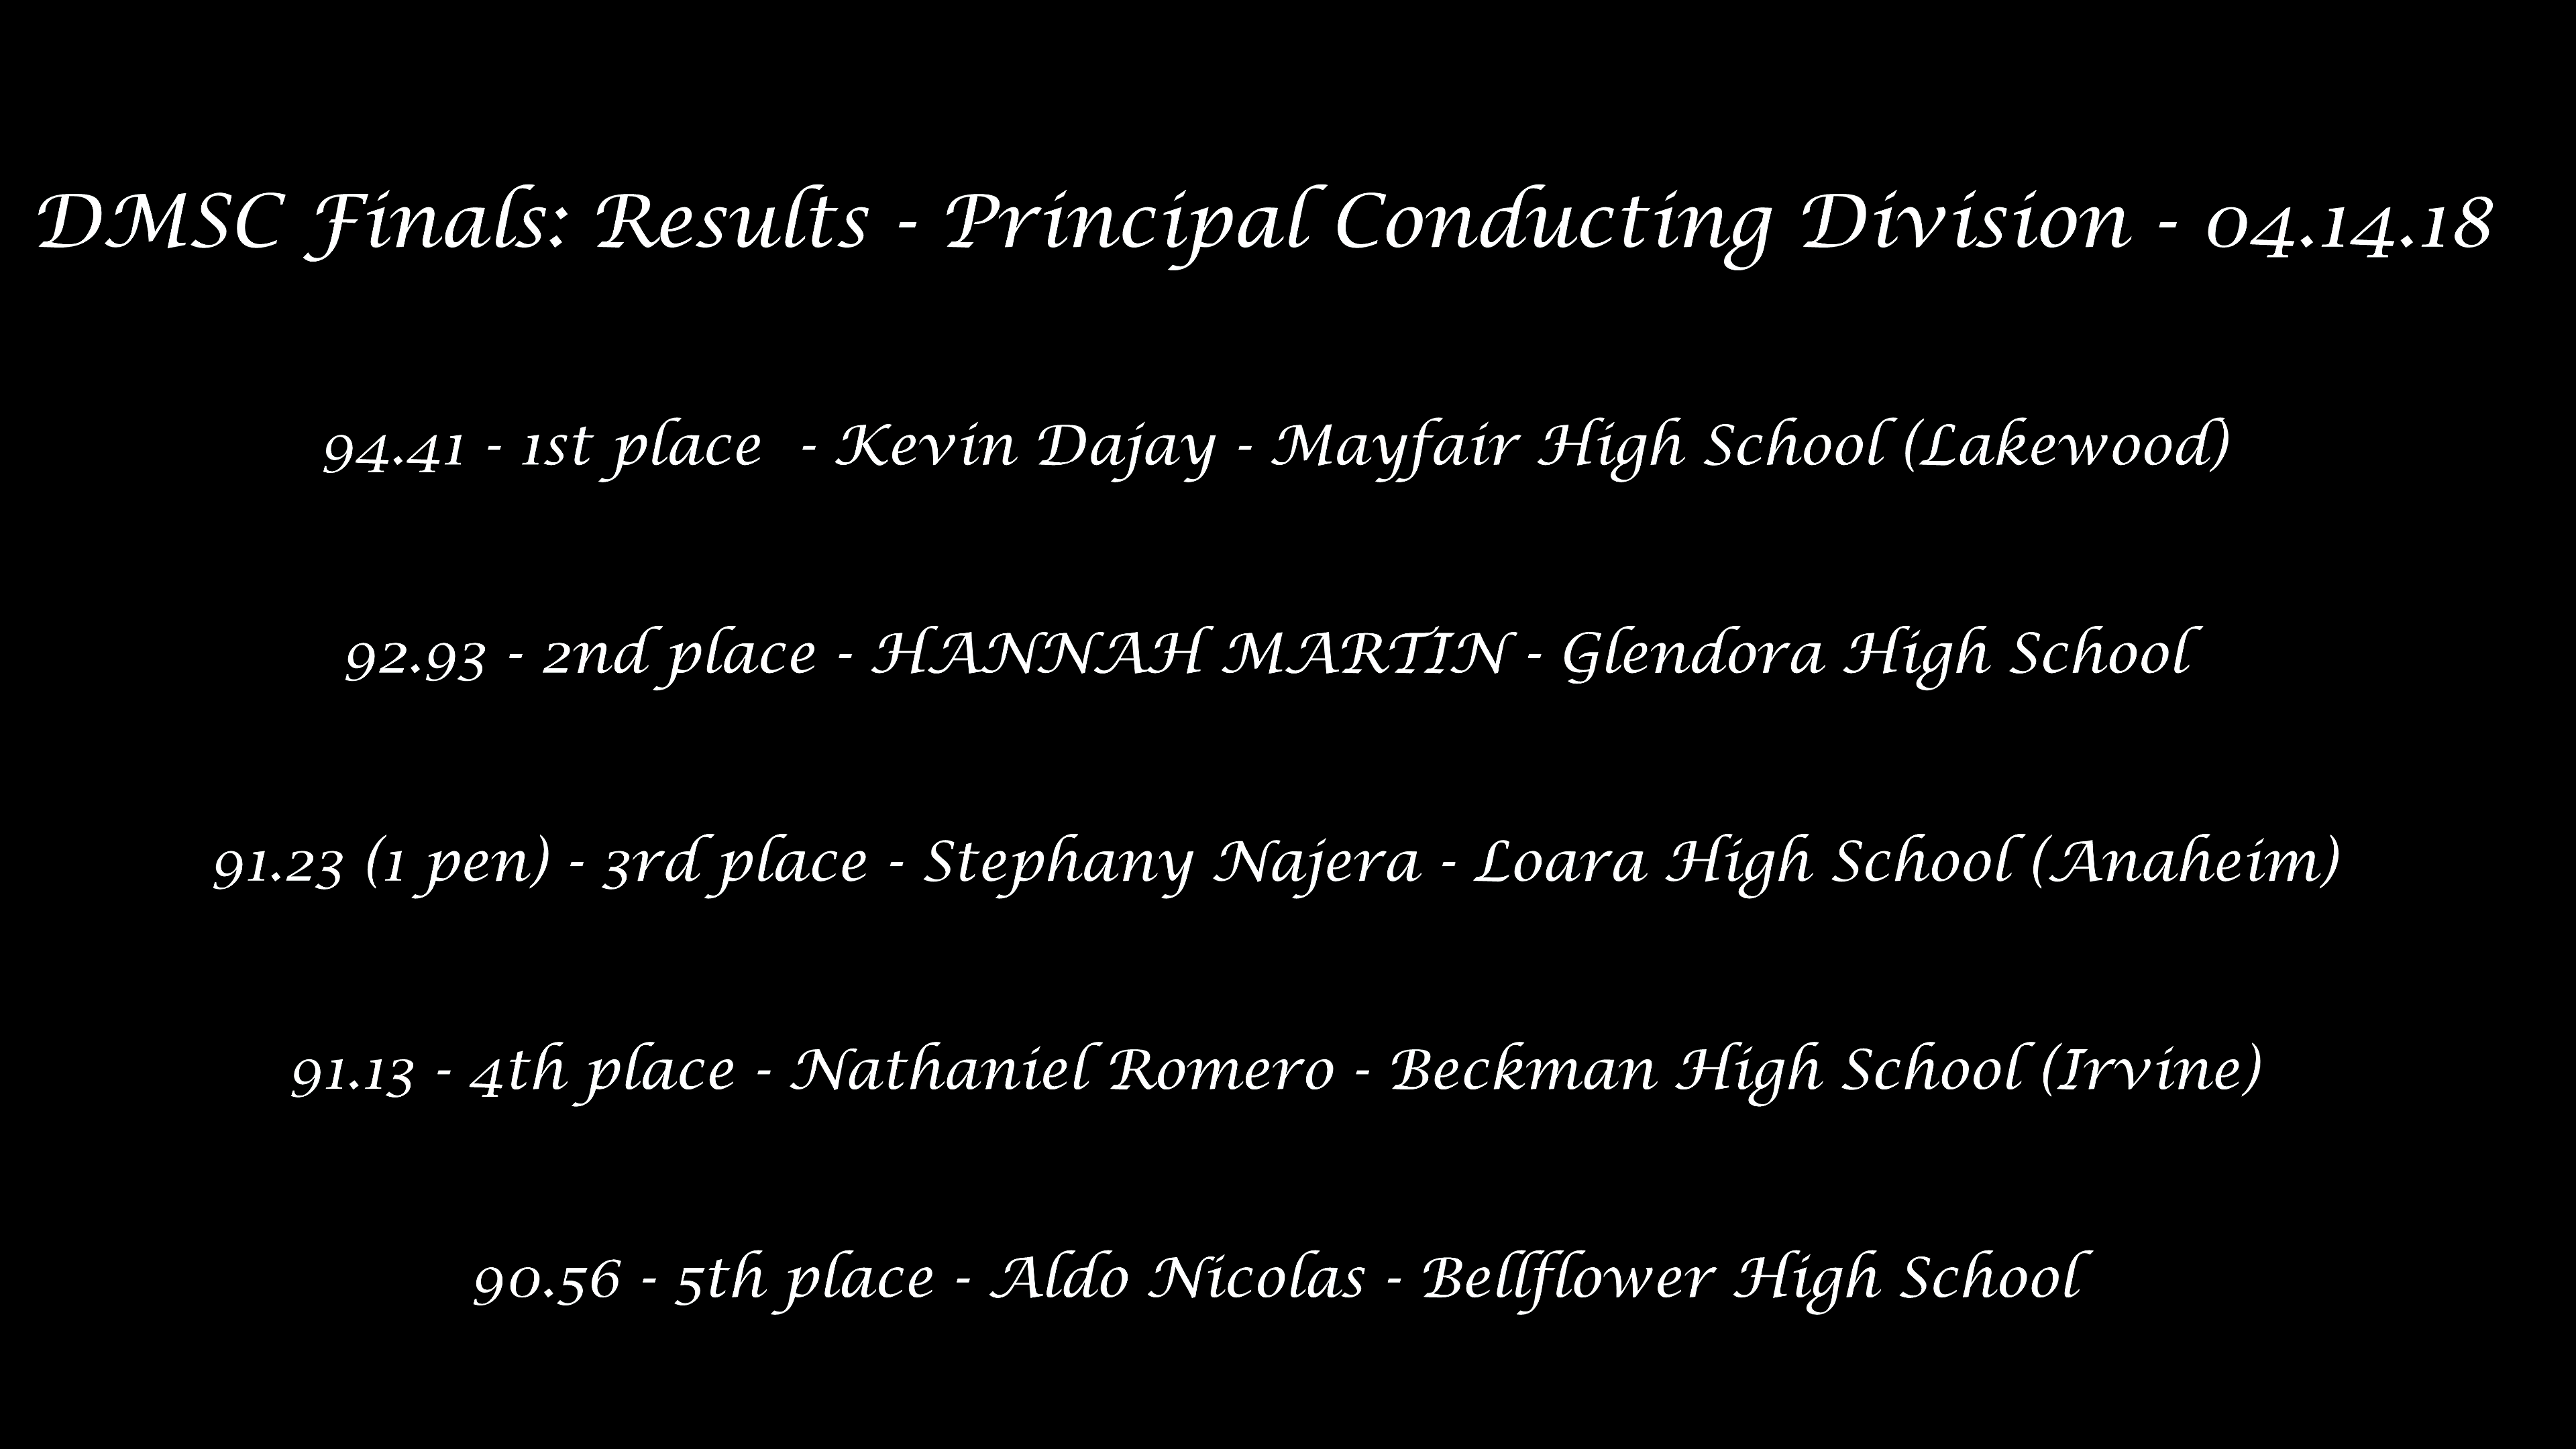 DMSC Finals: Results - Principal Conducting Division - 04.14.18
94.41 - 1st place  - Kevin Dajay - Mayfair High School (Lakewood)
92.93 - 2nd place - HANNAH MARTIN - Glendora High School
91.23 (1 pen) - 3rd place - Stephany Najera - Loara High School (Anaheim)
91.13 - 4th place - Nathaniel Romero - Beckman High School (Irvine)
90.56 - 5th place - Aldo Nicolas - Bellflower High School